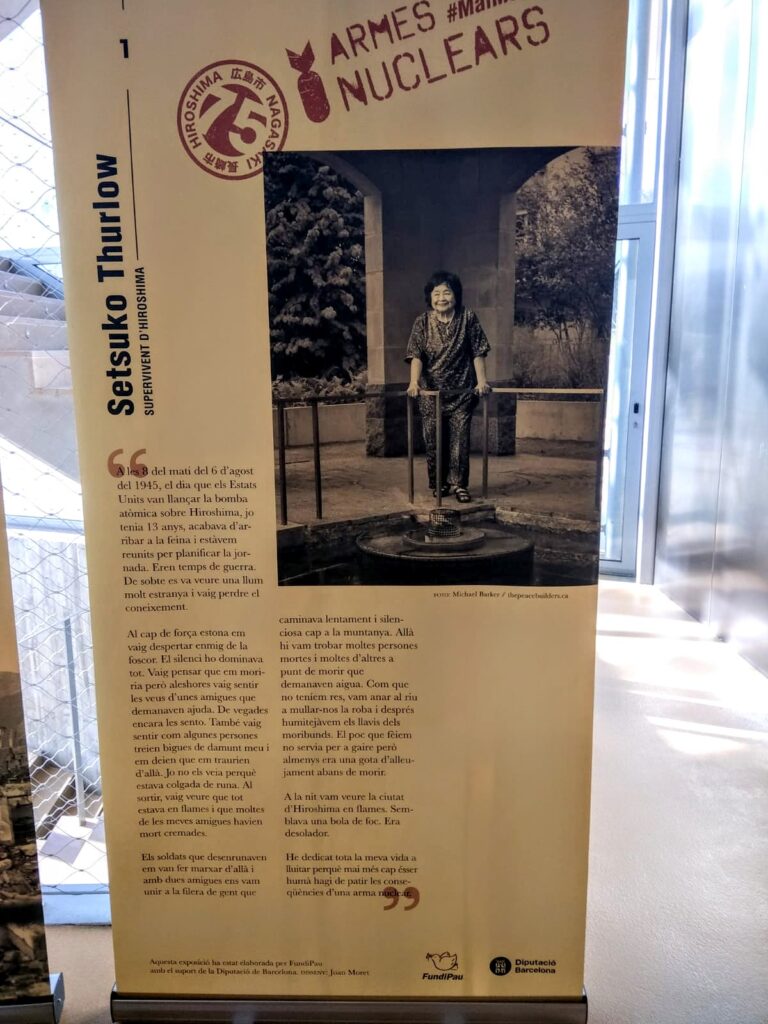 1
ARMES
NUCLEARS
HIROSHIMA 広島市 NAGASAKI 長崎市
75
Setsuko Thurlow
SUPERVIVENT D'HIROSHIMA
“
A les 8 del matí del 6 d'agost
del 1945, el dia que els Estats
Units van llançar la bomba
atòmica sobre Hiroshima, jo
tenia 13 anys, acabava d'ar-
ribar a la feina i estàvem
reunits per planificar la jor-
nada. Eren temps de guerra.
De sobte es va veure una llum
molt estranya i vaig perdre el
coneixement.
Al cap de força estona em
vaig despertar enmig de la
foscor. El silenci ho dominava
tot. Vaig pensar que em mori-
ria però aleshores vaig sentir
les veus d'unes amigues que
demanaven ajuda. De vegades
encara les sento. També vaig
sentir com algunes persones
treien bigues de damunt meu i
em deien que em traurien
d'allà. Jo no els veia perquè
estava colgada de runa. Al
sortir, vaig veure que tot
estava en flames i que moltes
de les meves amigues havien
mort cremades.
Els soldats que desenrunaven
em van fer marxar d'allà i
amb dues amigues ens vam
unir a la filera de gent que
FOTO: Michael Barker // thepeacebuilders.ca
caminava lentament i silen-
ciosa cap a la muntanya. Allà
hi vam trobar moltes persones
mortes i moltes d'altres a
punt de morir que
demanaven aigua. Com que
no teníem res, vam anar al riu
a mullar-nos la roba i després
humitejàvem els llavis dels
moribunds. El poc que fèiem
no servia per a gaire però
almenys era una gota d'alleu-
jament abans de morir.
A la nit vam veure la ciutat
d'Hiroshima en flames. Sem-
blava una bola de foc. Era
desolador.
He dedicat tota la meva vida a
lluitar perquè mai més cap ésser
humà hagi de patir les conse-
qüències d'una arma nuclear.
”
Aquesta exposició ha estat elaborada per FundiPau
amb el suport de la Diputació de Barcelona. DISSENY: Joan Moret
FundiPau
Diputació
Barcelona